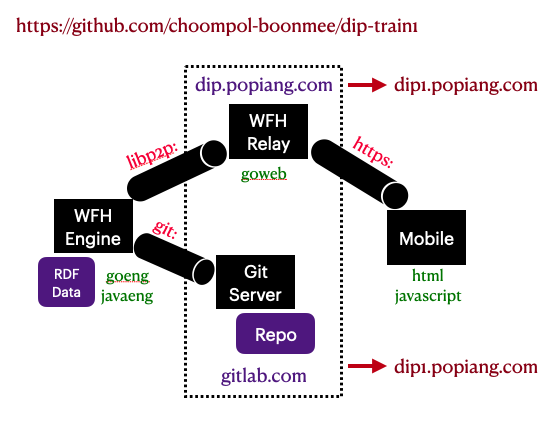 https://github.com/choompol-boonmee/dip-train1
dip.popiang.com
dip1.popiang.com
WFH
Relay
libp2p:
https:
goweb
WFH
Engine
git:
Mobile
RDF
Data
goeng
javaeng
Git
Server
html
javascript
Repo
gitlab.com
dip1.popiang.com